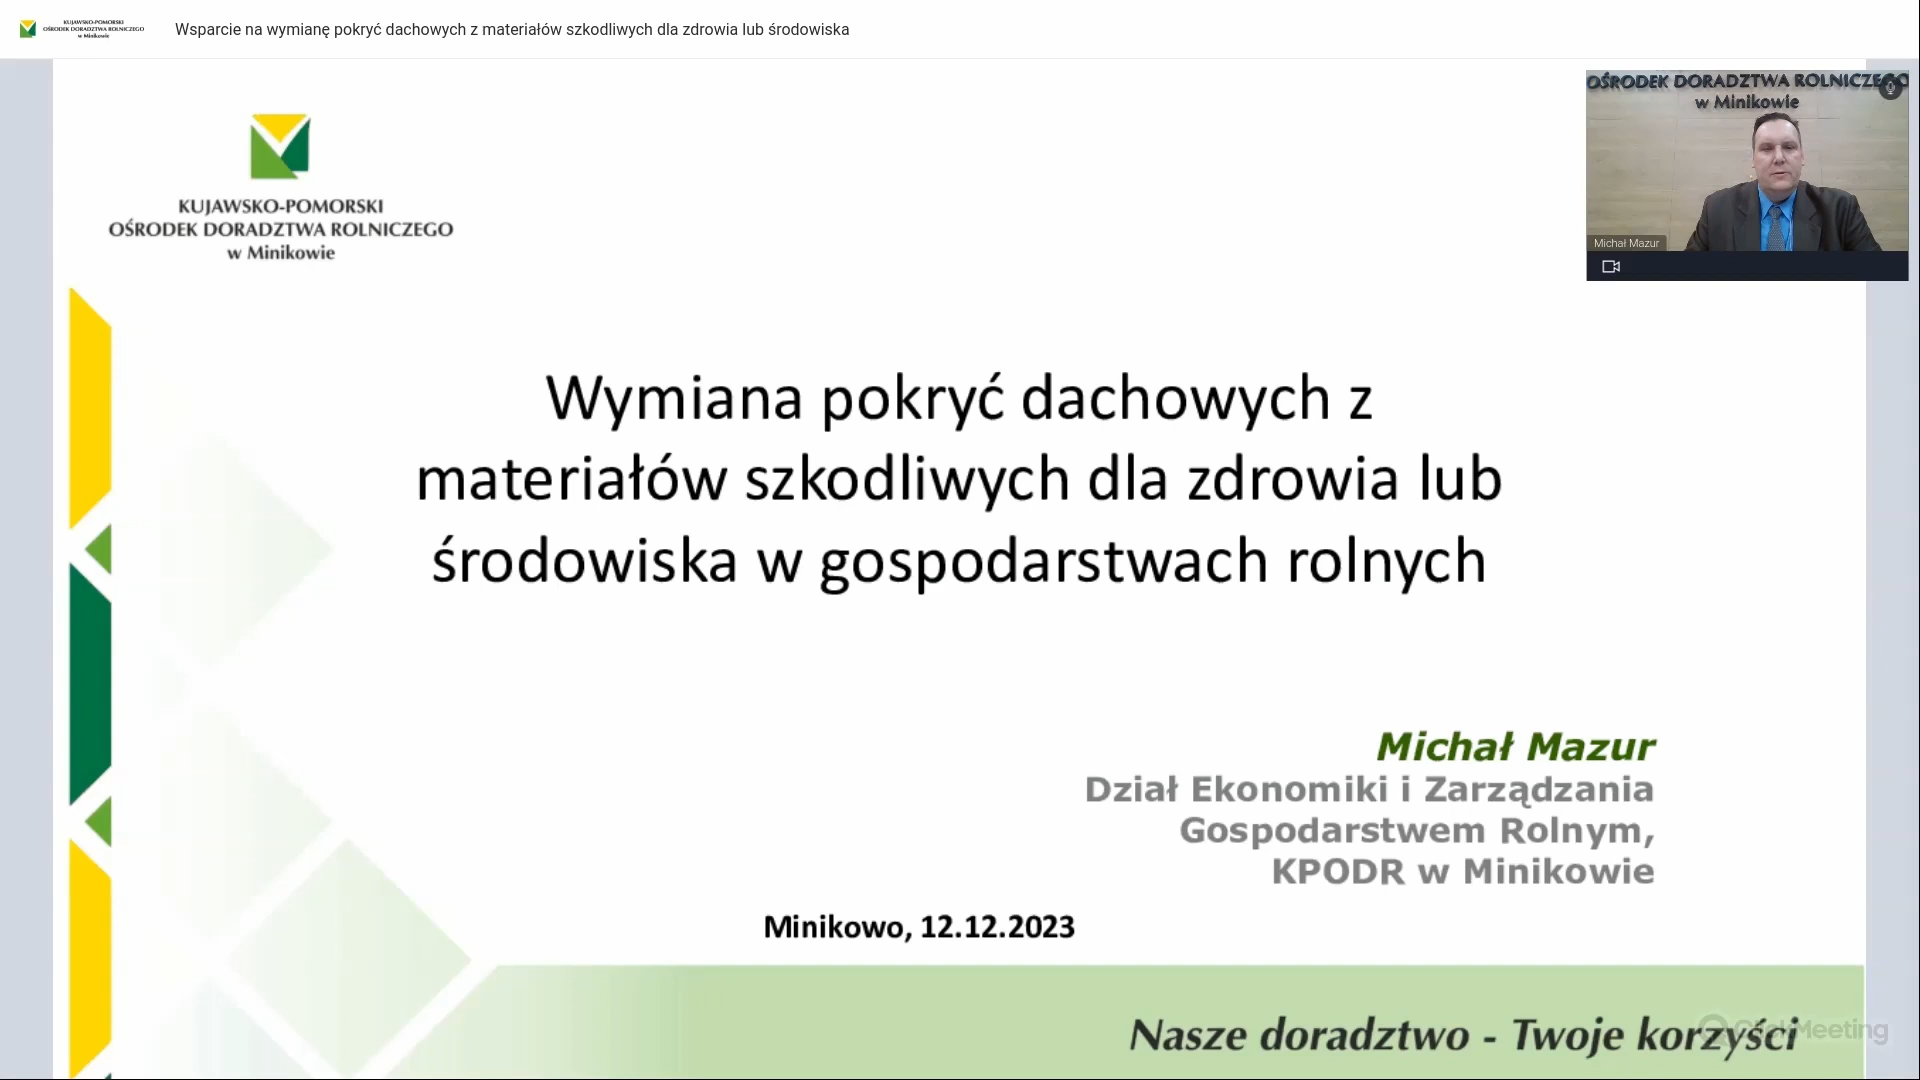 KUJAWSKO-POMORSKI
OŚRODEK DORADZTWA ROLNICZEGO
w Minikowie
Wsparcie na wymianę pokryć dachowych z materiałów szkodliwych dla zdrowia lub środowiska
OŚRODEK DORADZTWA ROLNICZEGO
w Minikowie
Michał Mazur
KUJAWSKO-POMORSKI
OŚRODEK DORADZTWA ROLNICZEGO
w Minikowie
Wymiana pokryć dachowych z
materiałów szkodliwych dla zdrowia lub
środowiska w gospodarstwach rolnych
Michał Mazur
Dział Ekonomiki i Zarządzania
Gospodarstwem Rolnym,
KPODR w Minikowie
Minikowo, 12.12.2023
Nasze doradztwo - Twoje korzyści
ClickMeeting